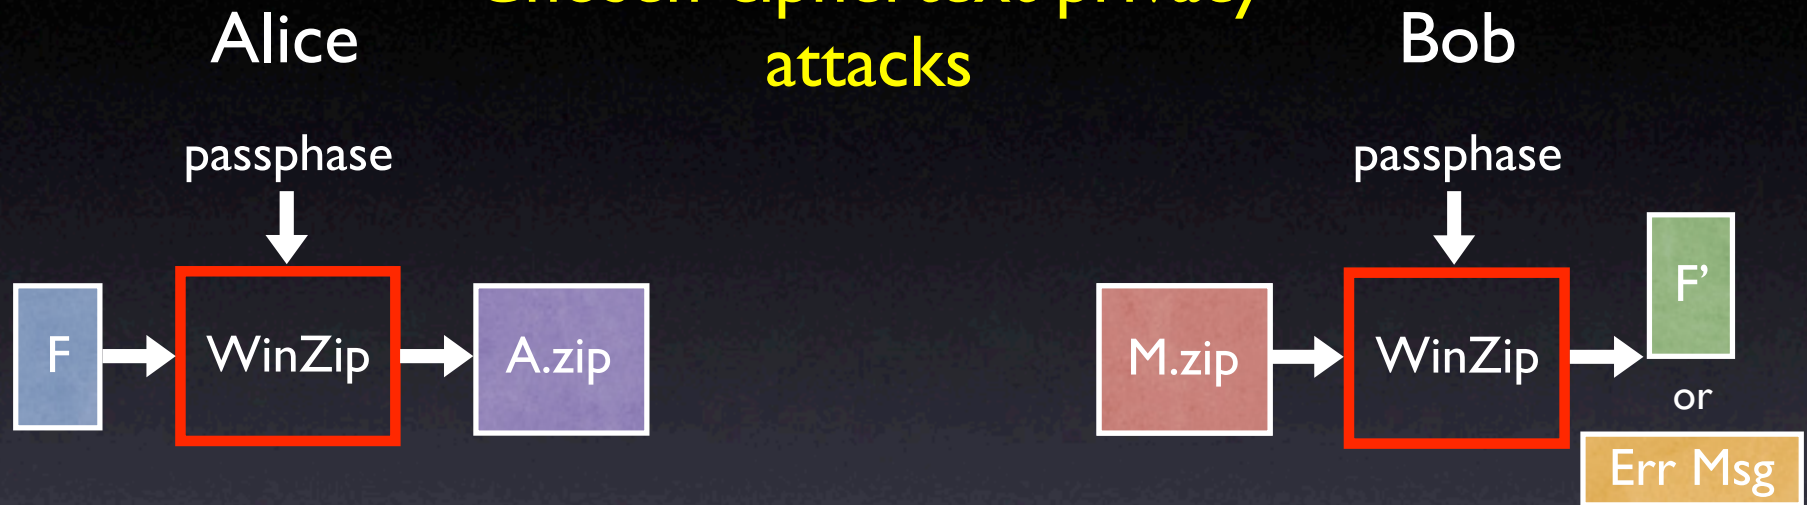 Alice
attacks
Bob
passphase
passphase
F
WinZip
A.zip
M.zip
WinZip
F’
or
Err Msg